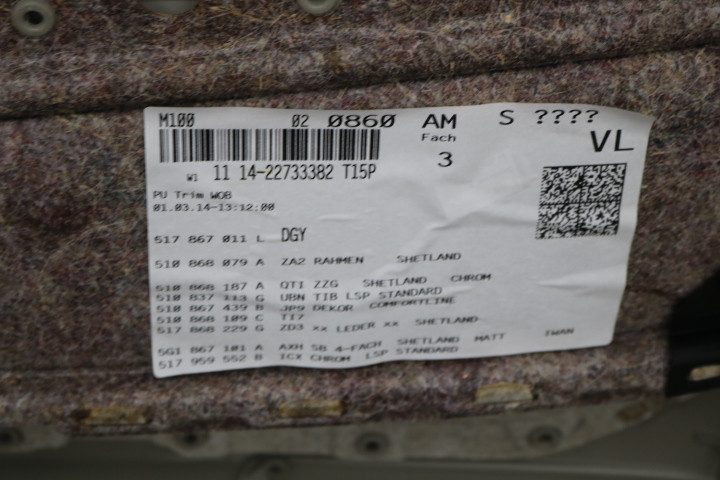 M100 02 0860 AM S ????
Fach VL
3
W1 11 14-22733382 T15P
PU Trim WOB
01.03.14-13:12:00
517 867 011 L DGY
510 868 079 A ZA2 RAHMEN SHETLAND
510 868 187 A QTI ZZG SHETLAND CHROM
510 837 113 G UBN TIB LSP STANDARD
510 867 439 B JP9 DEKOR COMFORTLINE
510 868 109 C TI7
517 868 229 G ZD3 xx LEDER xx SHETLAND
5G1 867 101 A AXH SB 4-FACH SHETLAND MATT IWAN
517 959 552 B ICX CHROM LSP STANDARD